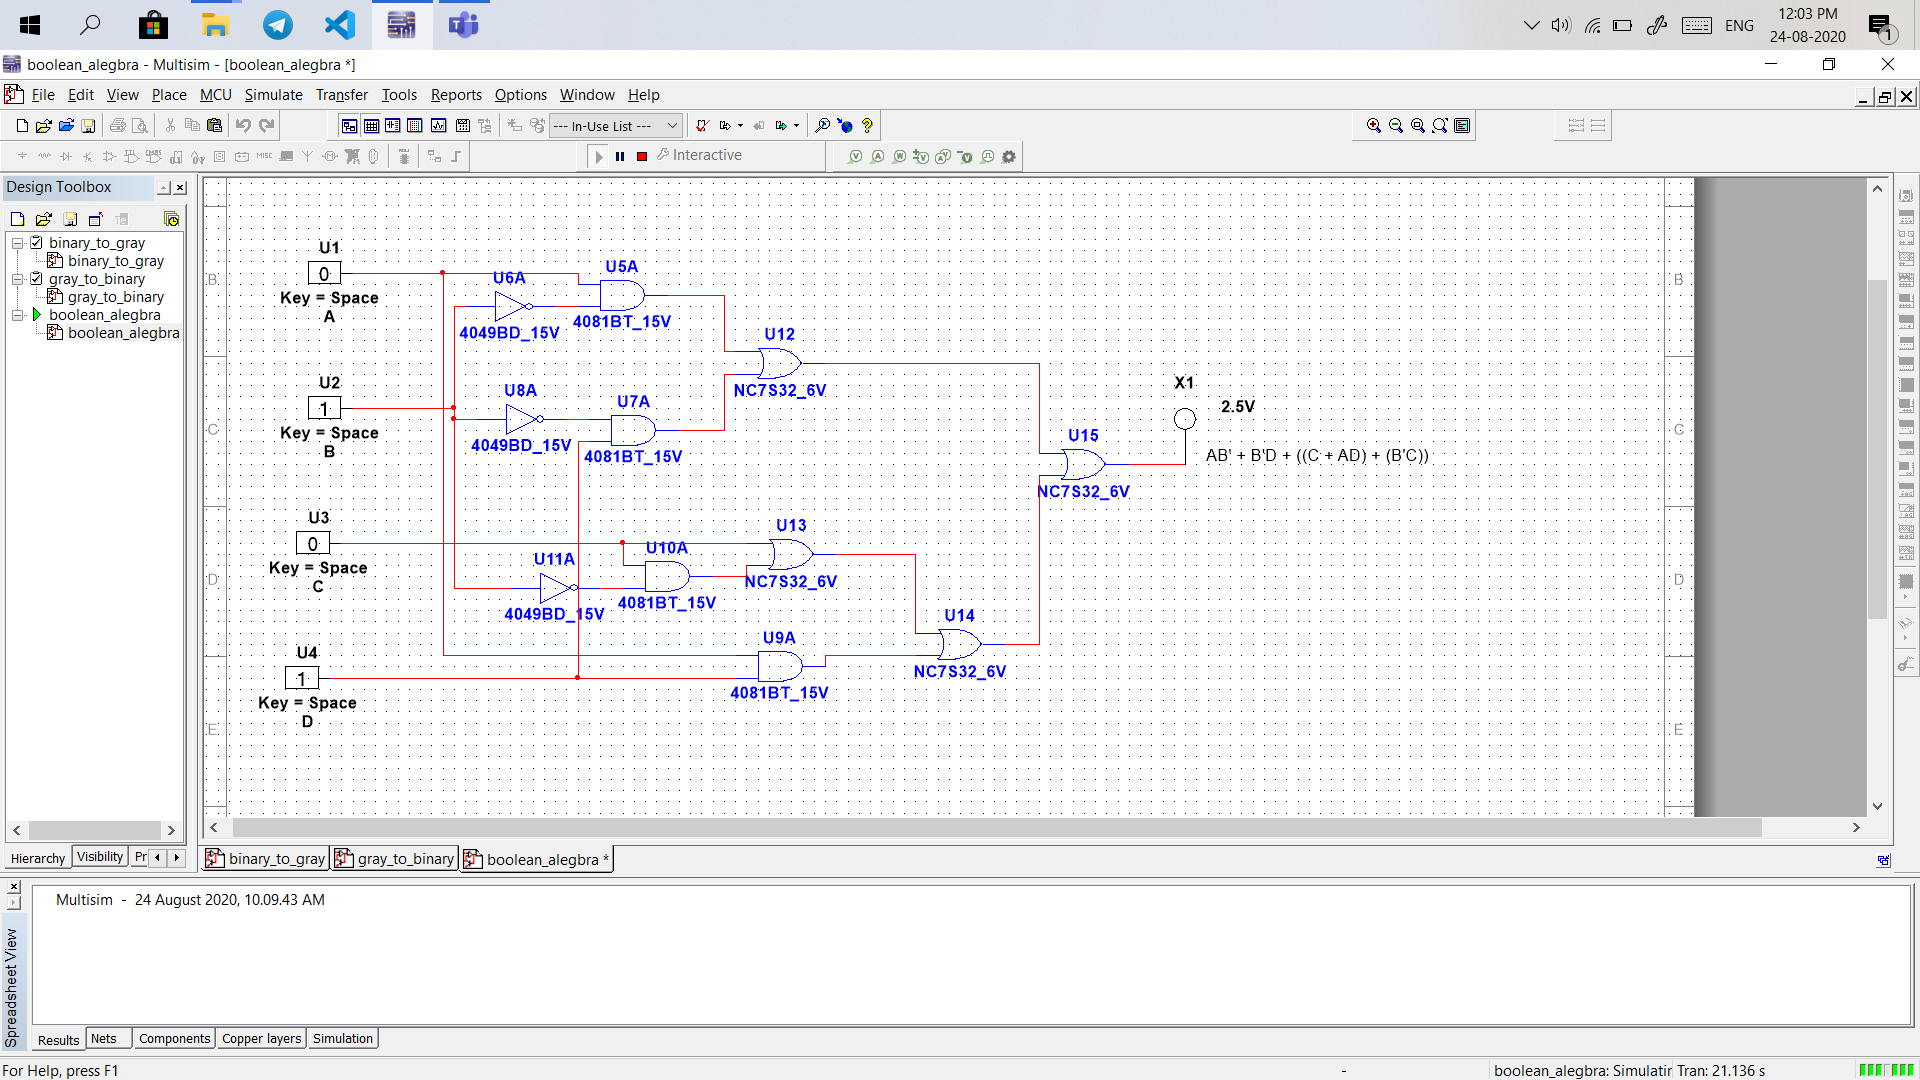 ENG
12:03 PM
24-08-2020
1
boolean_alegbra - Multisim - [boolean_alegbra *]
File Edit View Place MCU Simulate Transfer Tools Reports Options Window Help
--- In-Use List ---
Interactive
Design Toolbox
binary_to_gray
binary_to_gray
gray_to_binary
gray_to_binary
boolean_alegbra
boolean_alegbra
Hierarchy Visibility Pr
B
C
D
E
B
C
D
E
U1
0
Key = Space
A
U2
1
Key = Space
B
U3
0
Key = Space
C
U4
1
Key = Space
D
U6A
4049BD_15V
U5A
4081BT_15V
U8A
4049BD_15V
U7A
4081BT_15V
U12
NC7S32_6V
U11A
4049BD_15V
U10A
4081BT_15V
U13
NC7S32_6V
U9A
4081BT_15V
U14
NC7S32_6V
U15
NC7S32_6V
X1
2.5V
AB' + B'D + ((C + AD) + (B'C))
binary_to_gray gray_to_binary boolean_alegbra *
Multisim - 24 August 2020, 10.09.43 AM
Spreadsheet View
Results Nets Components Copper layers Simulation
For Help, press F1
-
boolean_alegbra: Simulatir Tran: 21.136 s